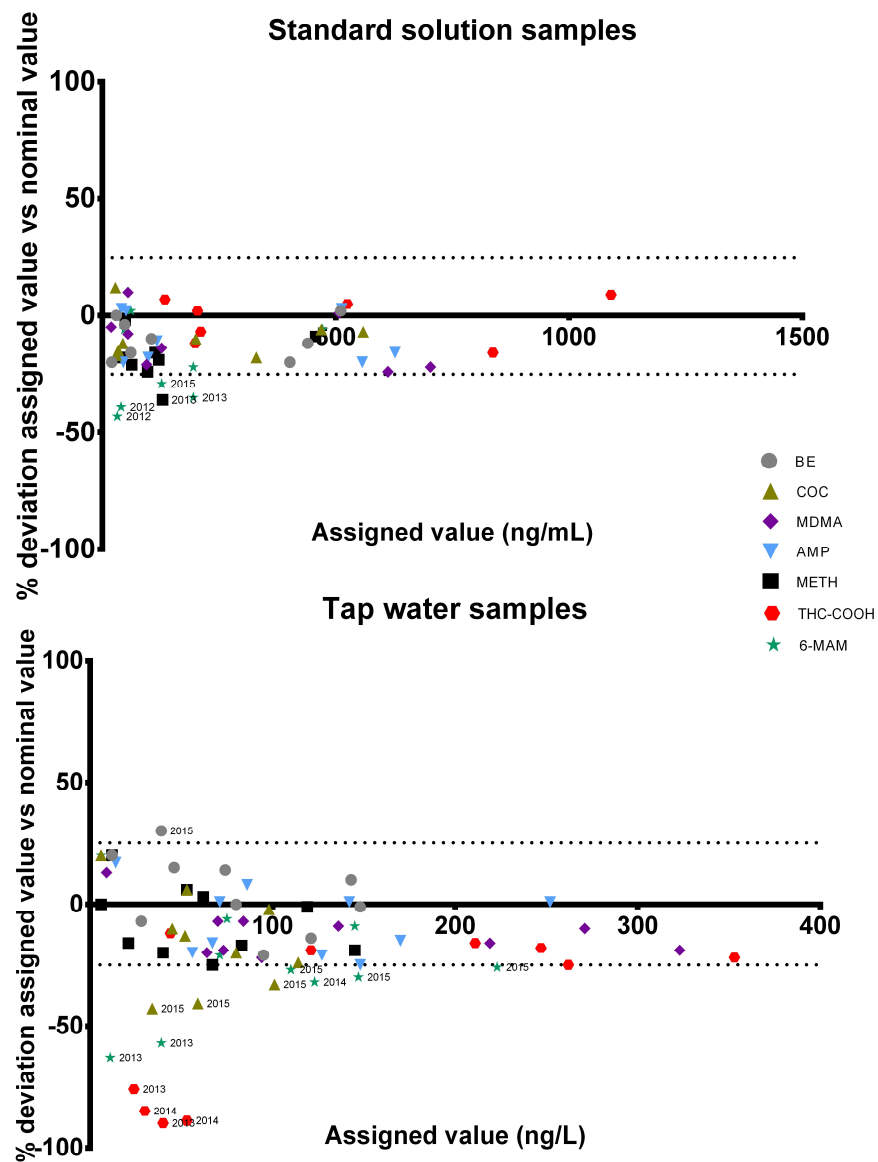 Standard solution samples
% deviation assigned value vs nominal value
100
50
0
-50
-100
500
1000
1500
2015
2013
2013
2012
2012
Assigned value (ng/mL)
BE
COC
MDMA
AMP
METH
THC-COOH
6-MAM
Tap water samples
% deviation assigned value vs nominal value
100
50
0
-50
-100
100
200
300
400
2015
2015
2015
2014
2015
2015
2015
2015
2013
2013
2013
2014
2013
2014
Assigned value (ng/L)